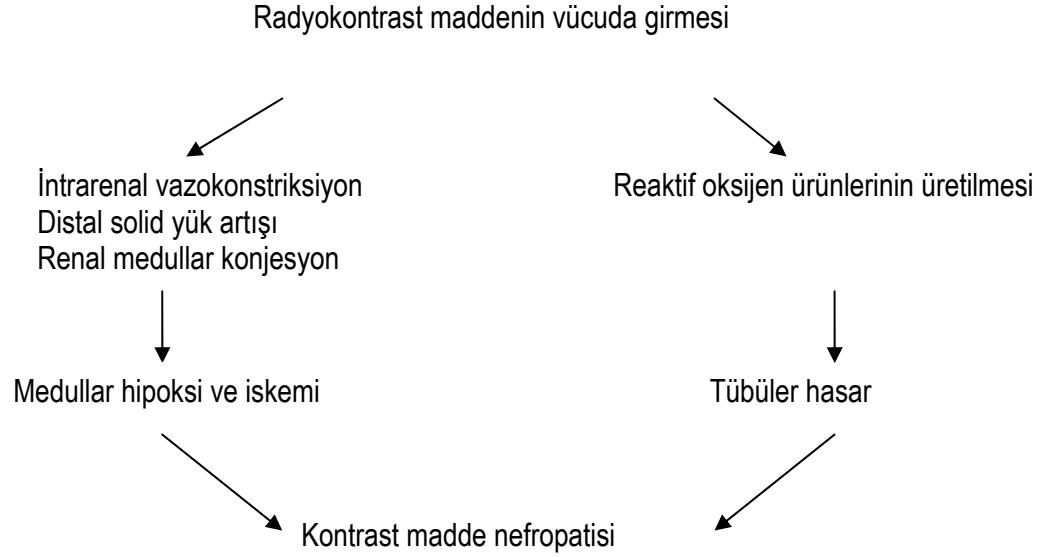 Radyokontrast maddenin vücuda girmesi
İntrarenal vazokonstriksiyon
Distal solid yük artışı
Renal medullar konjesyon
Reaktif oksijen ürünlerinin üretilmesi
Medullar hipoksi ve iskemi
Tübüler hasar
Kontrast madde nefropatisi